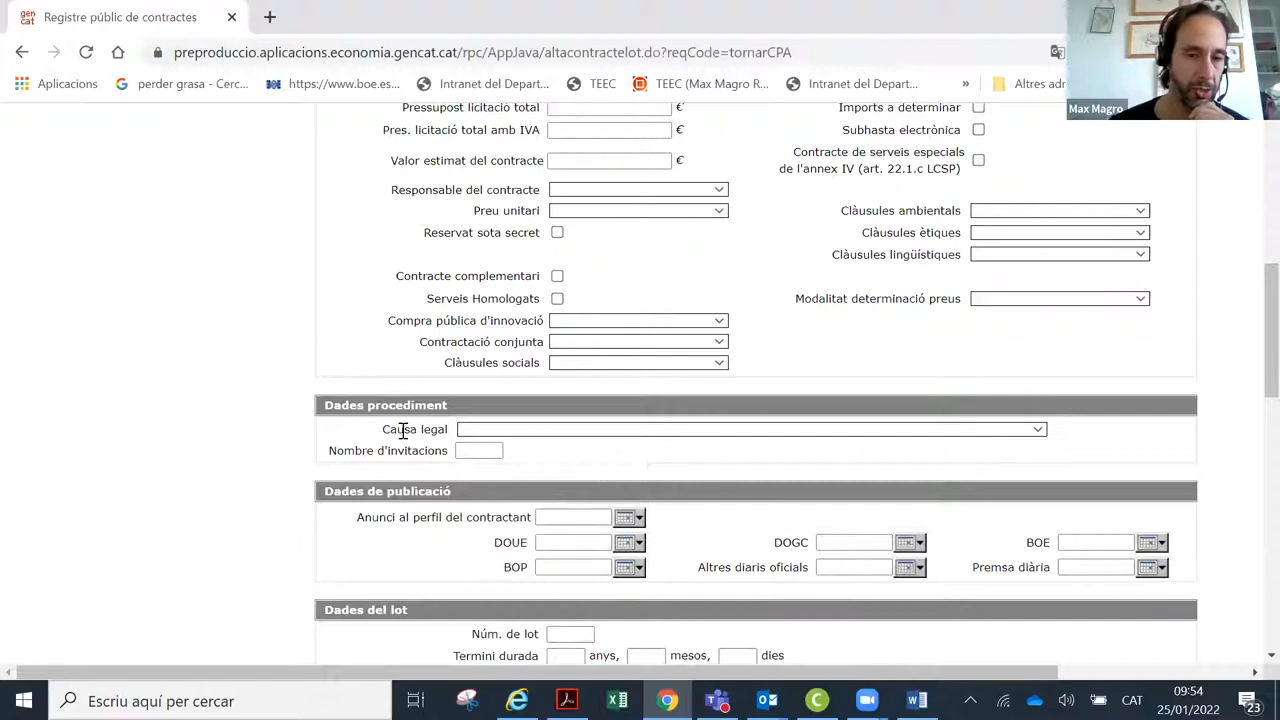 gen
cat
Registre públic de contractes
preproduccio.aplicacions.economia.gencat.cat/rpc/AppJava/altacontractelot.do?reqCode=tornarCPA
Aplicacions
perder grasa - Cerc...
https://www.boe.es...
Intranet del Depart...
TEEC
TEEC (Max Magro R...
Intranet del Depart...
»
Altres adr
Max Magro
Pressupost licitació total €
Imports a determinar
Pres. licitació total amb IVA €
Subhasta electrònica
Valor estimat del contracte €
Contracte de serveis especials
de l'annex IV (art. 22.1.c LCSP)
Responsable del contracte
Preu unitari
Clàusules ambientals
Reservat sota secret
Clàusules ètiques
Clàusules lingüístiques
Contracte complementari
Serveis Homologats
Modalitat determinació preus
Compra pública d'innovació
Contractació conjunta
Clàusules socials
Dades procediment
Causa legal
Nombre d'invitacions
Dades de publicació
Anunci al perfil del contractant
DOUE DOGC BOE
BOP Altres diaris oficials Premsa diària
Dades del lot
Núm. de lot
Termini durada anys, mesos, dies
Escriu aquí per cercar
CAT
09:54
25/01/2022
23